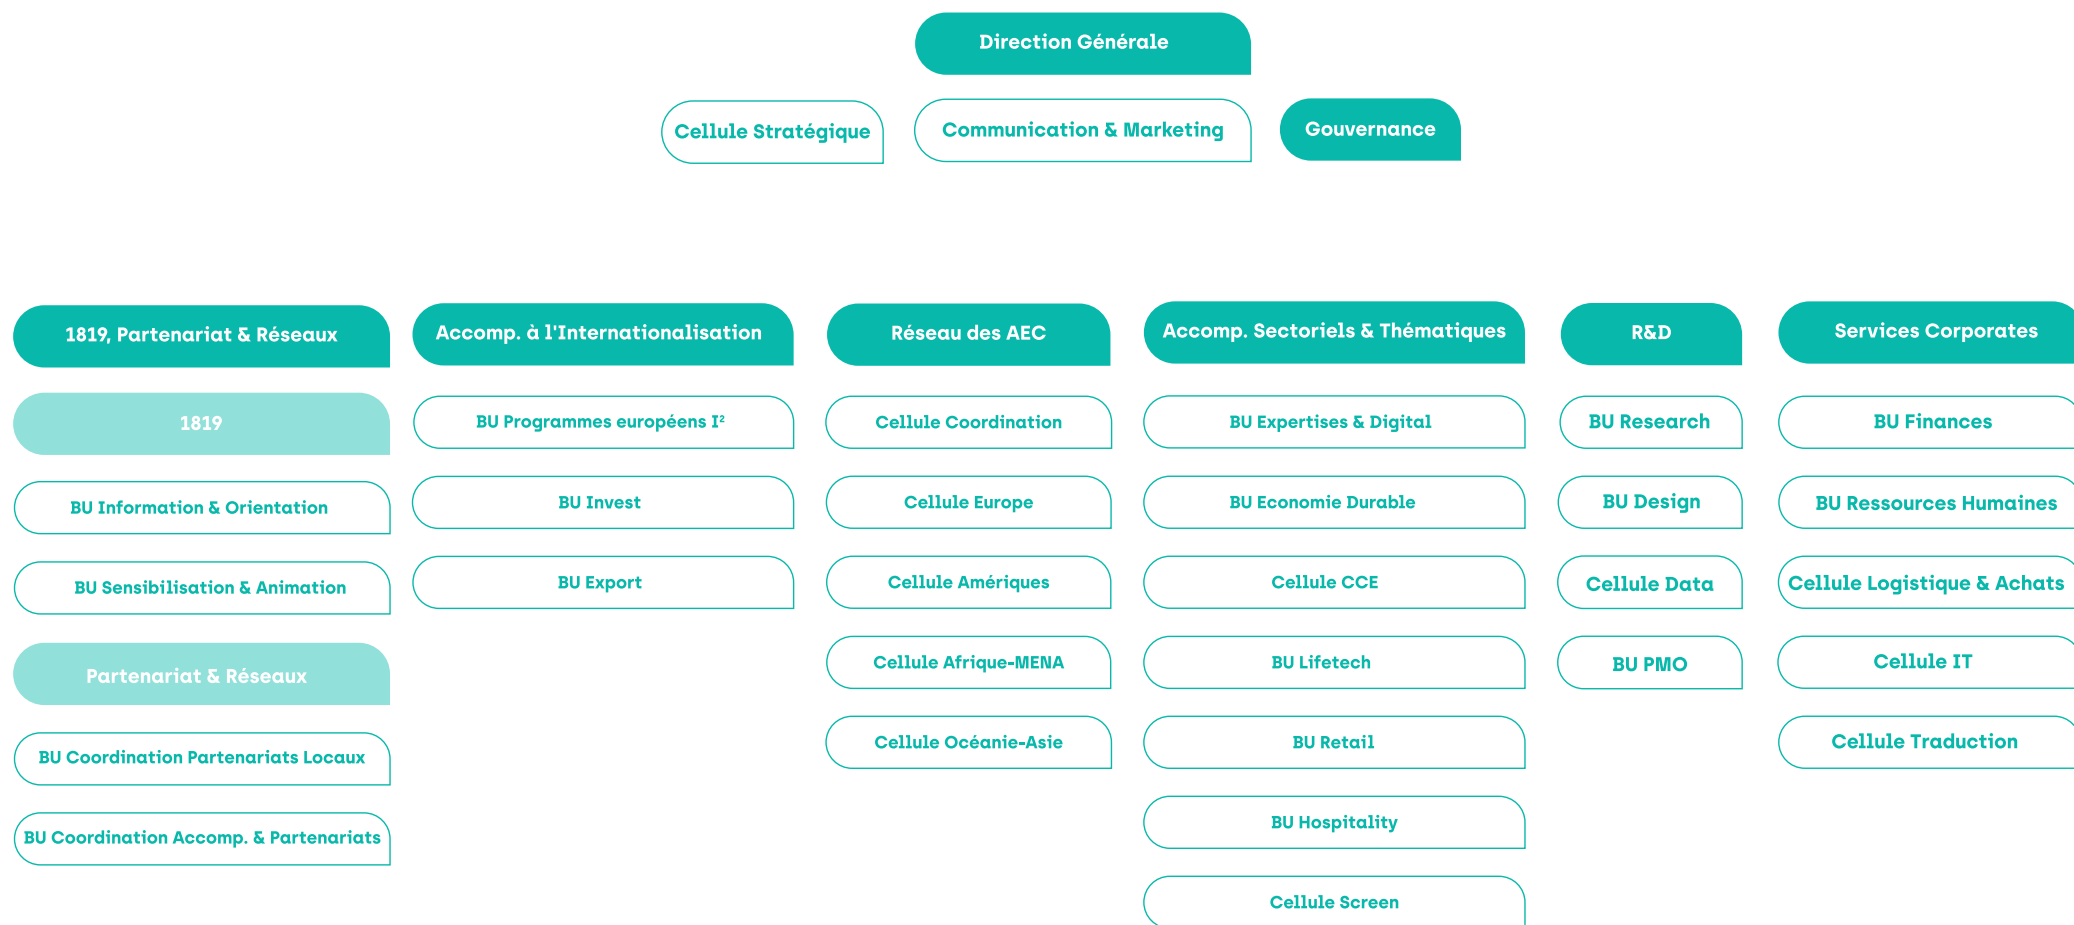 Direction Générale
Cellule Stratégique
Communication & Marketing
Gouvernance
1819, Partenariat & Réseaux
1819
BU Information & Orientation
BU Sensibilisation & Animation
Partenariat & Réseaux
BU Coordination Partenariats Locaux
BU Coordination Accomp. & Partenariats
Accomp. à l'Internationalisation
BU Programmes européens I²
BU Invest
BU Export
Réseau des AEC
Cellule Coordination
Cellule Europe
Cellule Amériques
Cellule Afrique-MENA
Cellule Océanie-Asie
Accomp. Sectoriels & Thématiques
BU Expertises & Digital
BU Economie Durable
Cellule CCE
BU Lifetech
BU Retail
BU Hospitality
Cellule Screen
R&D
BU Research
BU Design
Cellule Data
BU PMO
Services Corporates
BU Finances
BU Ressources Humaines
Cellule Logistique & Achats
Cellule IT
Cellule Traduction